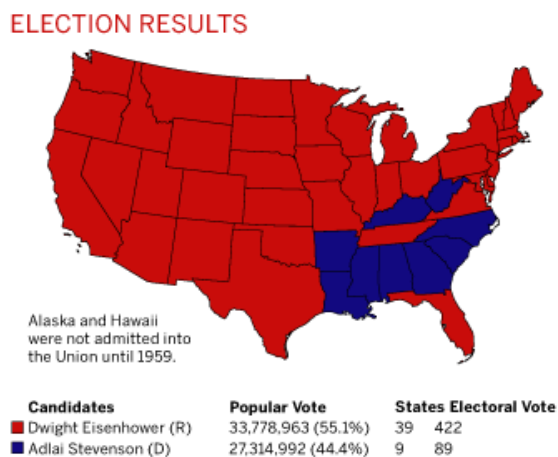 ELECTION RESULTS
Alaska and Hawaii
were not admitted into
the Union until 1959.
Candidates Popular Vote States Electoral Vote
Dwight Eisenhower (R) 33,778,963 (55.1%) 39 422
Adlai Stevenson (D) 27,314,992 (44.4%) 9 89